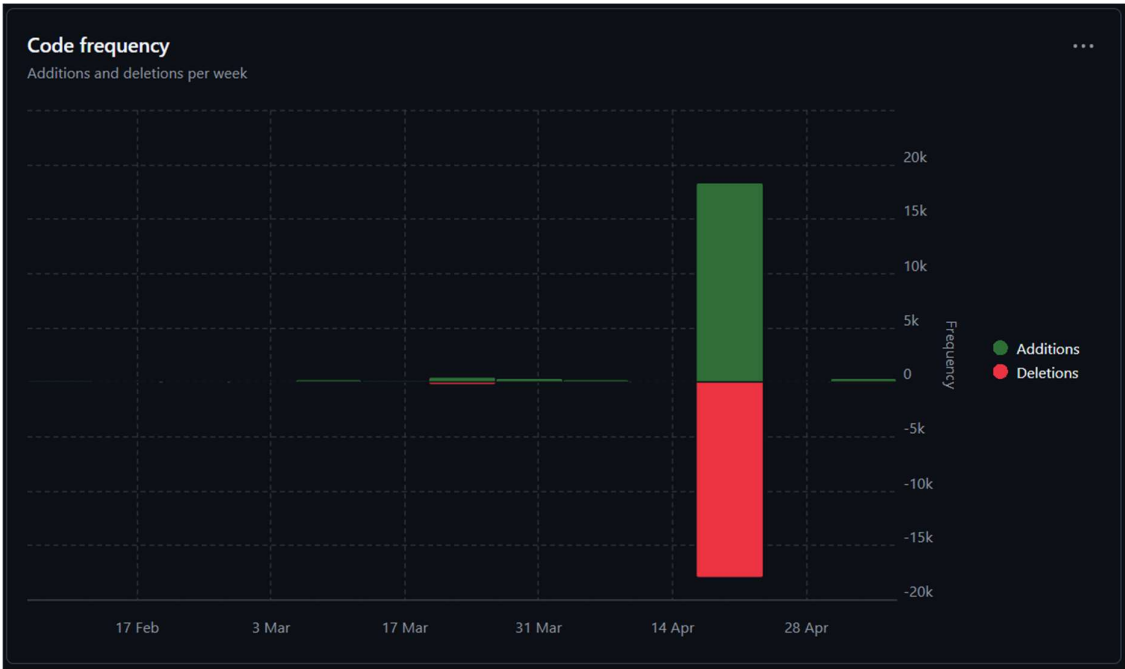 Code frequency
Additions and deletions per week
20k
15k
10k
5k
0
-5k
-10k
-15k
-20k
Frequency
Additions
Deletions
17 Feb
3 Mar
17 Mar
31 Mar
14 Apr
28 Apr